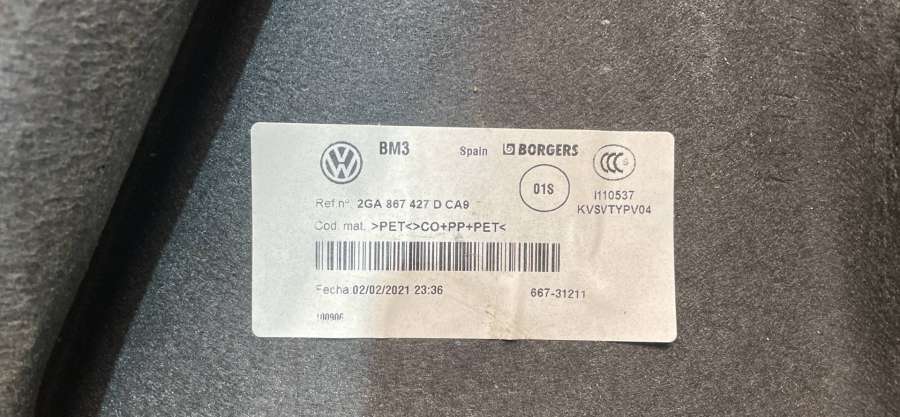 BM3 Spain BORGERS
01S
I110537
KVSVTYPV04
Ref nº 2GA 867 427 D CA9
Cod. mat. >PET<>CO+PP+PET<
Fecha 02/02/2021 23:36 667-31211